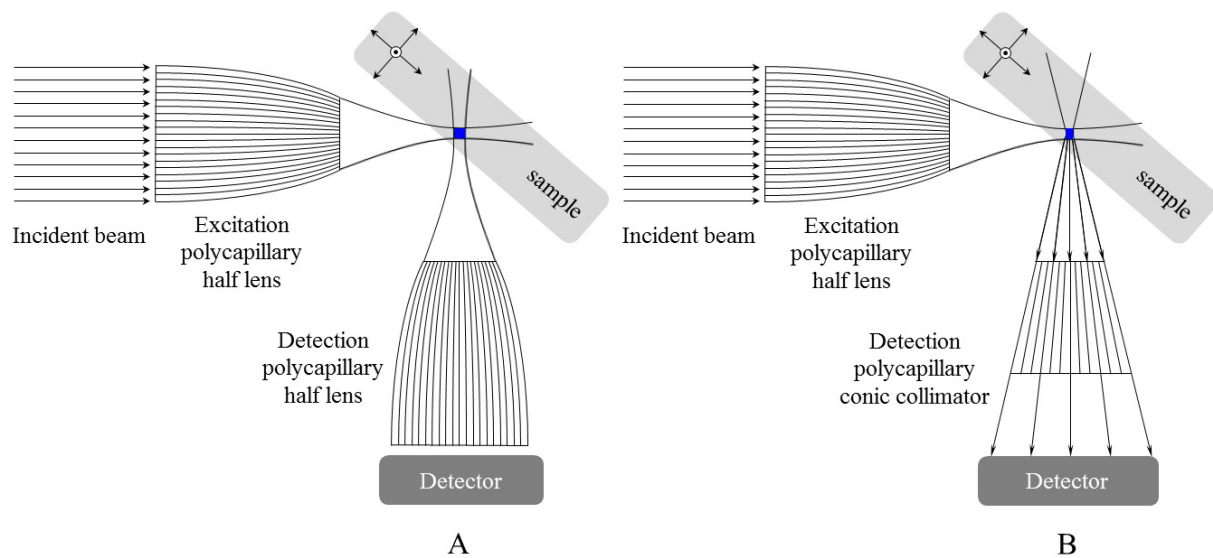 sample
Incident beam
Excitation
polycapillary
half lens
Detection
polycapillary
half lens
Detector
A
sample
Incident beam
Excitation
polycapillary
half lens
Detection
polycapillary
conic collimator
Detector
B